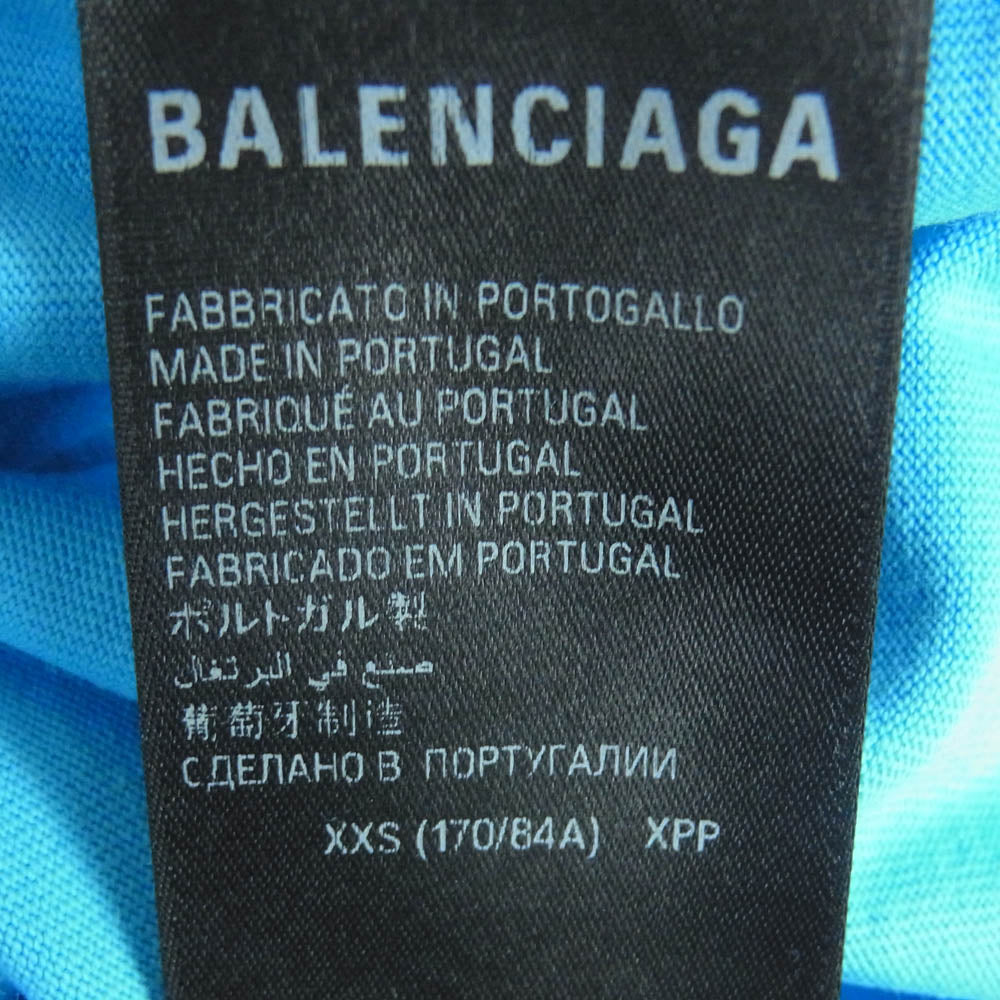 BALENCIAGA
FABBRICATO IN PORTOGALLO
MADE IN PORTUGAL
FABRIQUÉ AU PORTUGAL
HECHO EN PORTUGAL
HERGESTELLT IN PORTUGAL
FABRICADO EM PORTUGAL
ポルトガル製
صنع في البرتغال
葡萄牙制造
СДЕЛАНО В ПОРТУГАЛИИ
XXS (170/84A) XPP